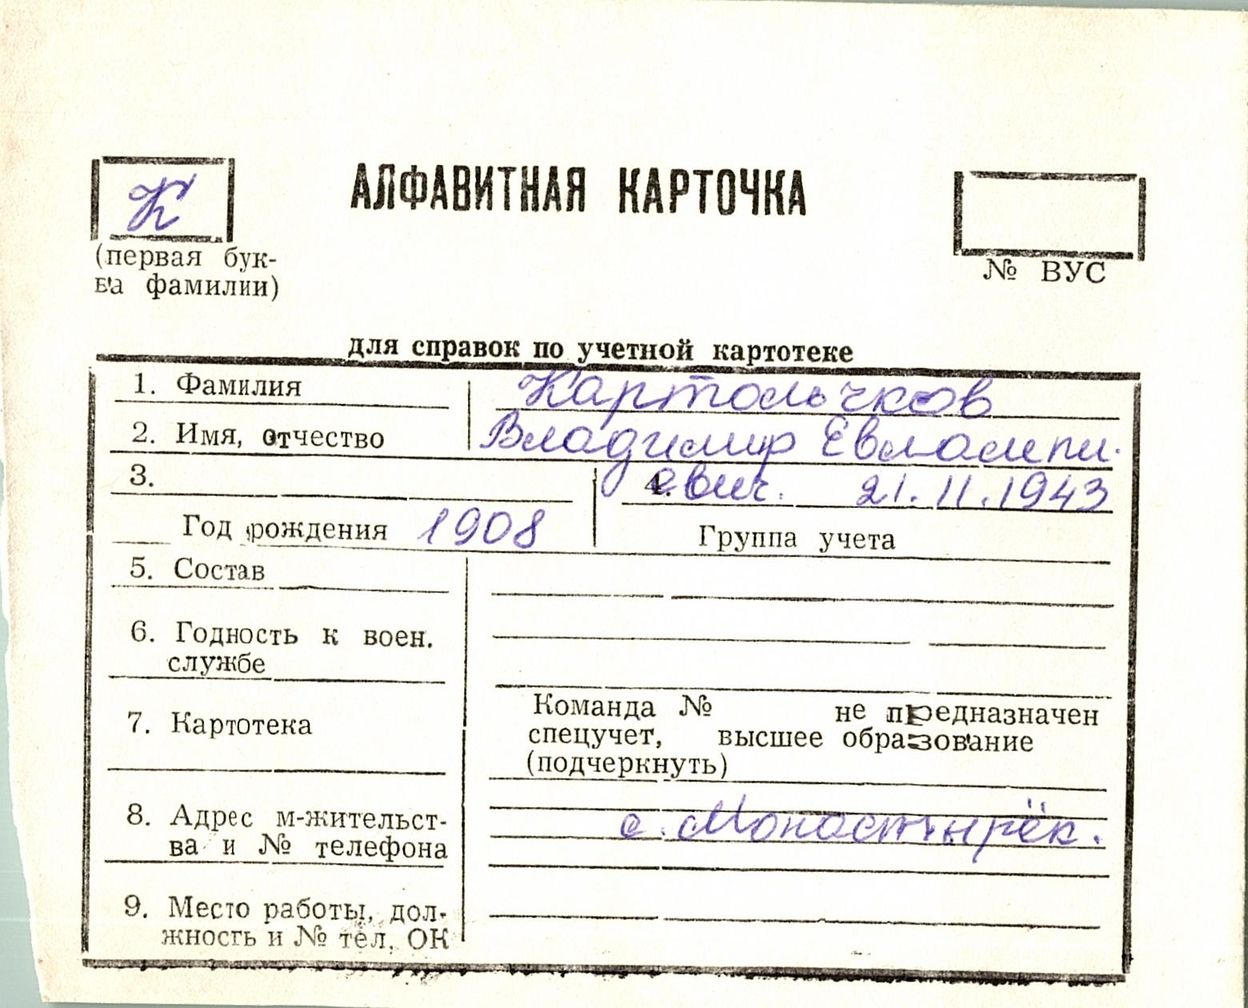 К
АЛФАВИТНАЯ КАРТОЧКА
(первая бук-
ва фамилии)
№ ВУС
для справок по учетной картотеке
1. Фамилия Картольчков
2. Имя, отчество Владимир Евлампи-
3. 4. евич. 21.11.1943
Год рождения 1908 Группа учета
5. Состав
6. Годность к воен.
службе
7. Картотека
Команда № не предназначен
спецучет, высшее образование
(подчеркнуть)
8. Адрес м-жительст-
ва и № телефона
с. Монастырёк.
9. Место работы, дол-
жность и № тел. ОК